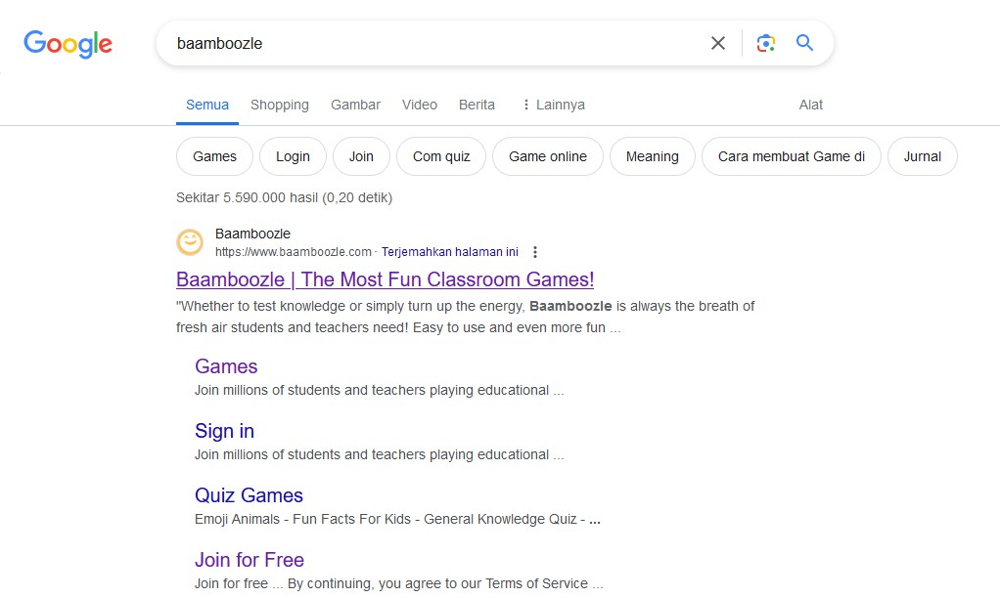 Google
baamboozle
Semua Shopping Gambar Video Berita Lainnya Alat
Games Login Join Com quiz Game online Meaning Cara membuat Game di Jurnal
Sekitar 5.590.000 hasil (0,20 detik)
Baamboozle
https://www.baamboozle.com · Terjemahkan halaman ini
Baamboozle | The Most Fun Classroom Games!
"Whether to test knowledge or simply turn up the energy, Baamboozle is always the breath of
fresh air students and teachers need! Easy to use and even more fun ...
Games
Join millions of students and teachers playing educational ...
Sign in
Join millions of students and teachers playing educational ...
Quiz Games
Emoji Animals - Fun Facts For Kids - General Knowledge Quiz - ...
Join for Free
Join for free ... By continuing, you agree to our Terms of Service ...